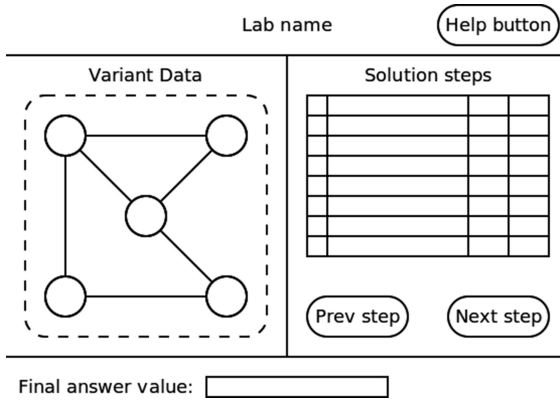 Lab name
Help button
Variant Data
Solution steps
Prev step
Next step
Final answer value: